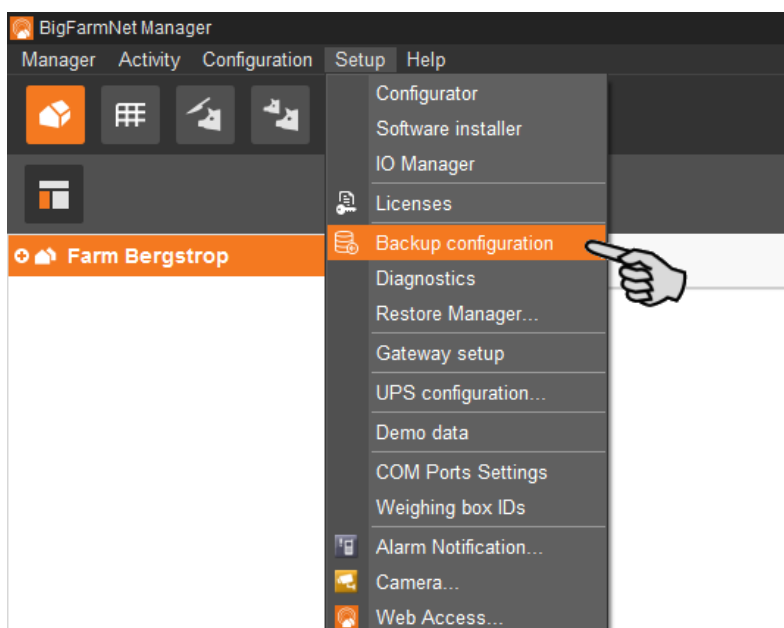 BigFarmNet Manager
Manager Activity Configuration Setup Help
Configurator
Software installer
IO Manager
Licenses
Backup configuration
Farm Bergstrop
Diagnostics
Restore Manager...
Gateway setup
UPS configuration...
Demo data
COM Ports Settings
Weighing box IDs
Alarm Notification...
Camera...
Web Access...